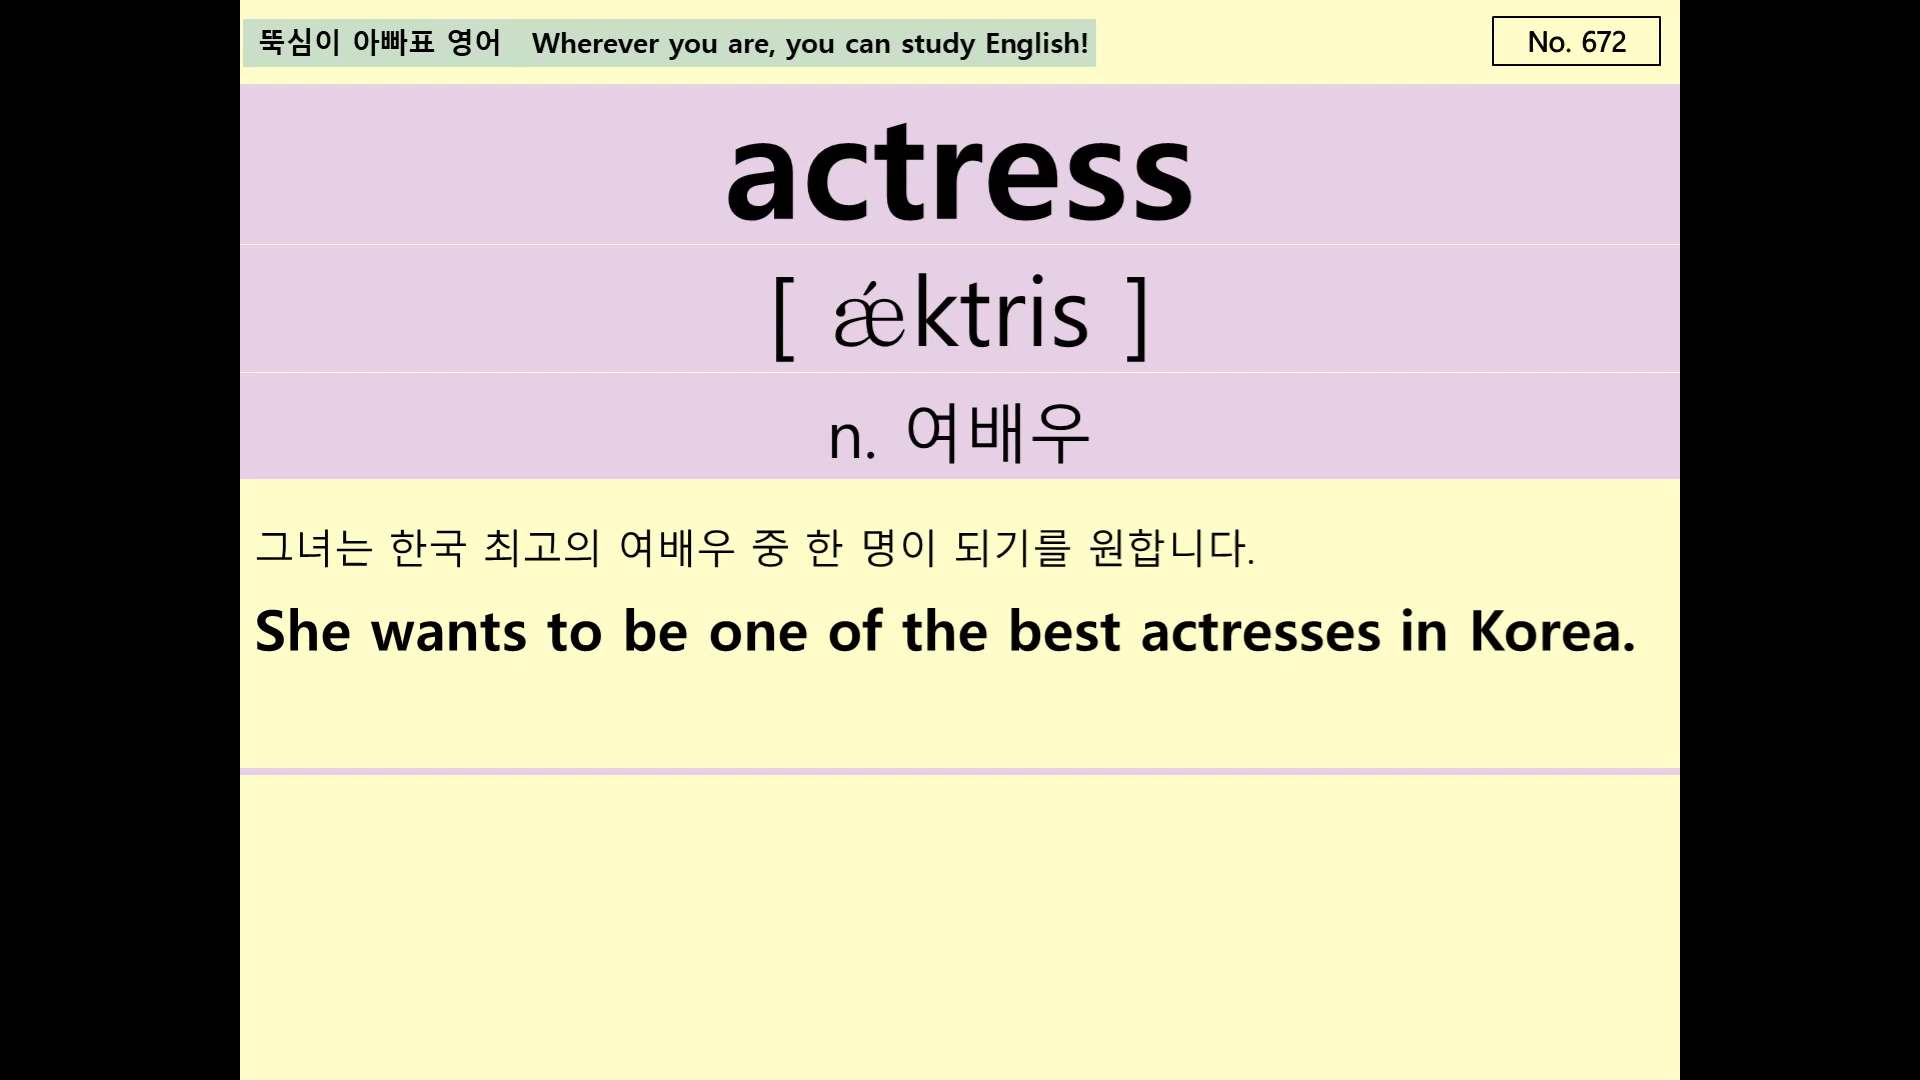 뚝심이 아빠표 영어 Wherever you are, you can study English!
No. 672
actress
[ ǽktris ]
n. 여배우
그녀는 한국 최고의 여배우 중 한 명이 되기를 원합니다.
She wants to be one of the best actresses in Korea.